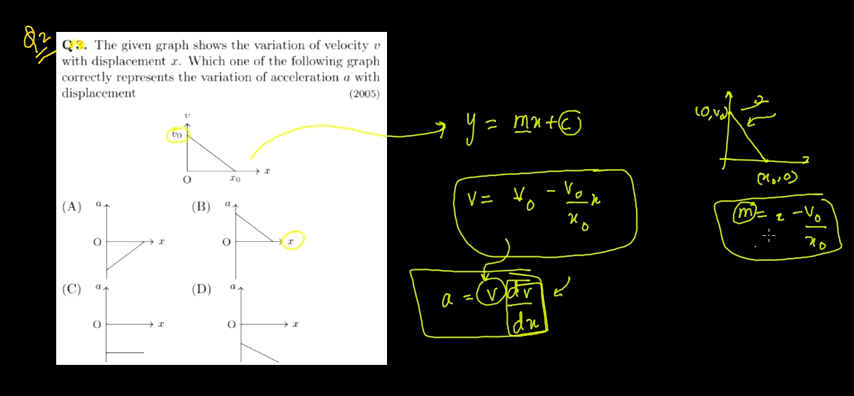 Q2
Q3. The given graph shows the variation of velocity v
with displacement x. Which one of the following graph
correctly represents the variation of acceleration a with
displacement (2005)
v
v0
O x0 x
(A) a
O x
(B) a
O x
(C) a
O x
(D) a
O x
y = mx + c
v = v0 - v0/x0 x
a = v dv/dx
(0, v0)
x
(x0, 0)
m = - v0/x0